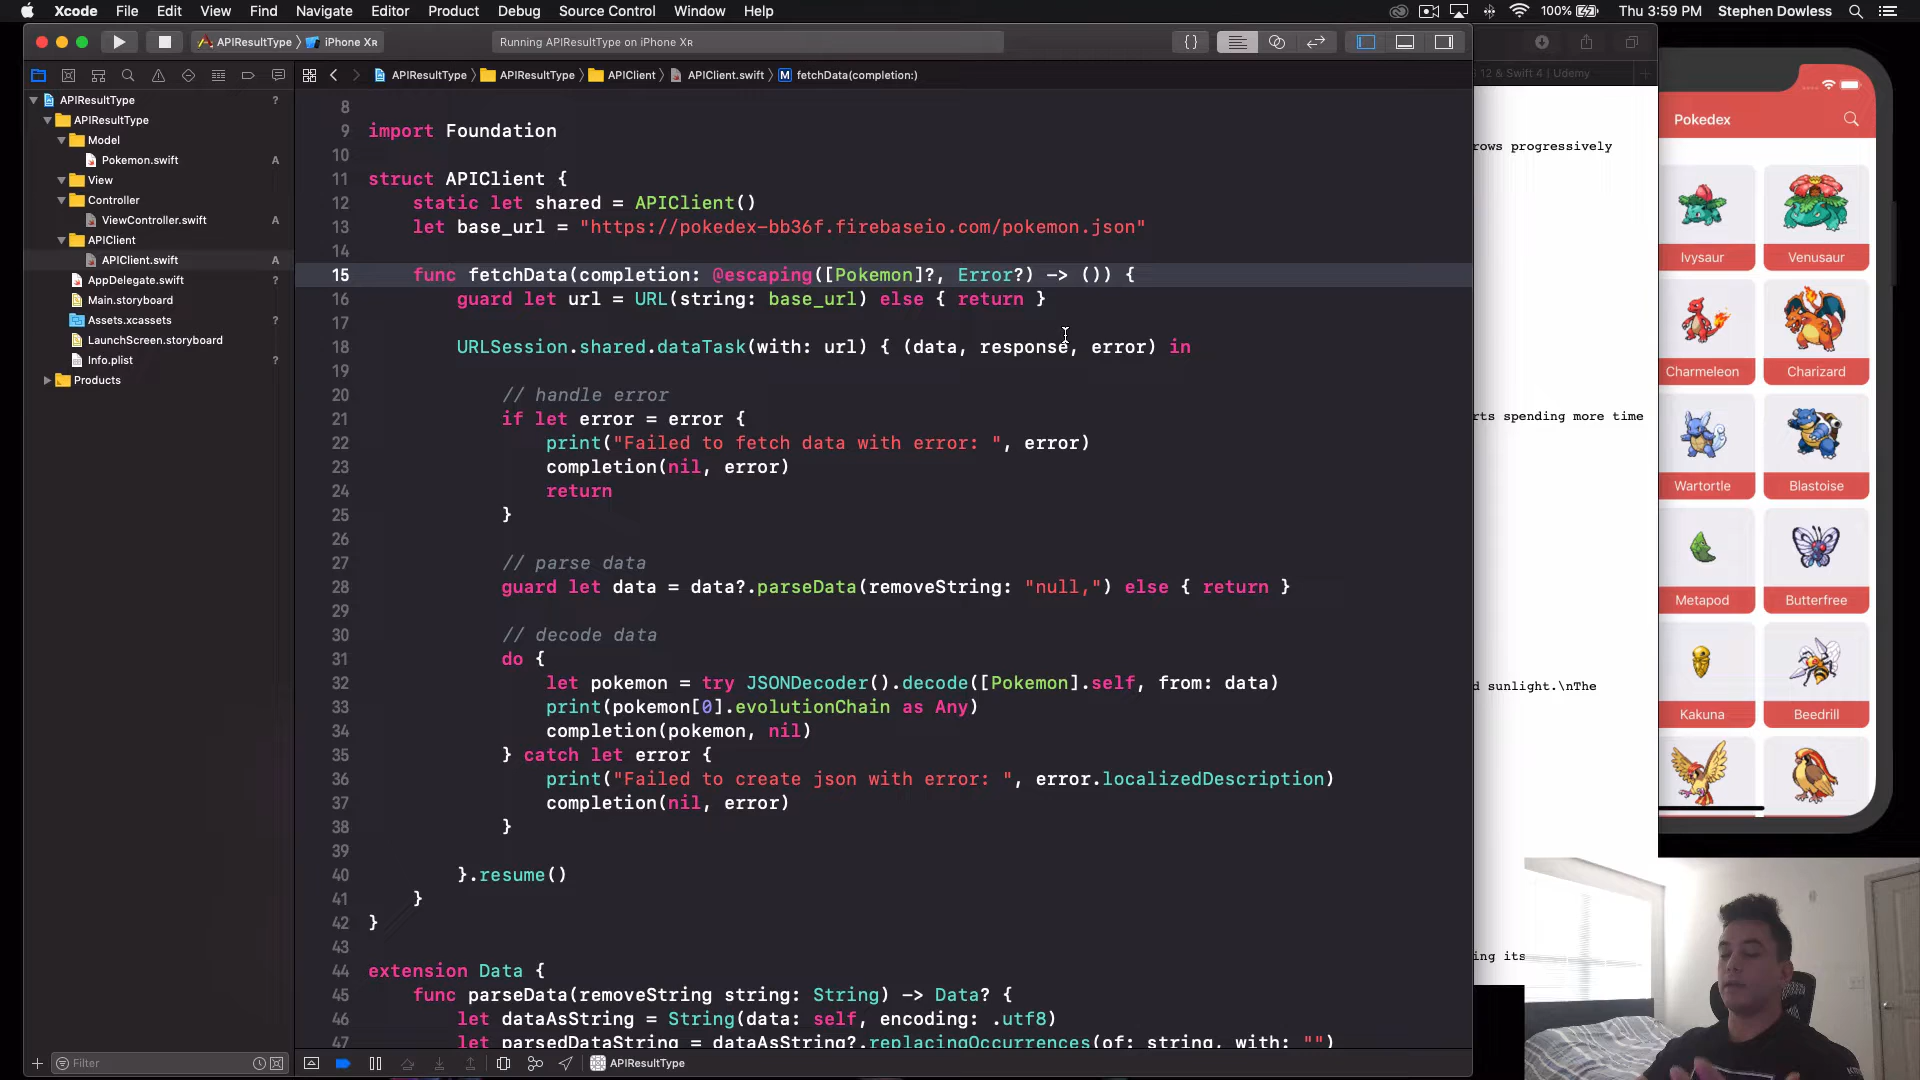 Xcode File Edit View Find Navigate Editor Product Debug Source Control Window Help 100% Thu 3:59 PM Stephen Dowless
APIResultType iPhone XR Running APIResultType on iPhone XR
12 & Swift 4 | Udemy
APIResultType APIResultType APIClient APIClient.swift M fetchData(completion:)
APIResultType ?
APIResultType
Model
Pokemon.swift A
View
Controller
ViewController.swift A
APIClient
APIClient.swift A
AppDelegate.swift ?
Main.storyboard
Assets.xcassets
LaunchScreen.storyboard
Info.plist ?
Products
8
9 import Foundation
10
11 struct APIClient {
12 static let shared = APIClient()
13 let base_url = "https://pokedex-bb36f.firebaseio.com/pokemon.json"
14
15 func fetchData(completion: @escaping([Pokemon]?, Error?) -> ()) {
16 guard let url = URL(string: base_url) else { return }
17
18 URLSession.shared.dataTask(with: url) { (data, response, error) in
19
20 // handle error
21 if let error = error {
22 print("Failed to fetch data with error: ", error)
23 completion(nil, error)
24 return
25 }
26
27 // parse data
28 guard let data = data?.parseData(removeString: "null,") else { return }
29
30 // decode data
31 do {
32 let pokemon = try JSONDecoder().decode([Pokemon].self, from: data)
33 print(pokemon[0].evolutionChain as Any)
34 completion(pokemon, nil)
35 } catch let error {
36 print("Failed to create json with error: ", error.localizedDescription)
37 completion(nil, error)
38 }
39
40 }.resume()
41 }
42 }
43
44 extension Data {
45 func parseData(removeString string: String) -> Data? {
46 let dataAsString = String(data: self, encoding: .utf8)
47 let parsedDataString = dataAsString?.replacingOccurrences(of: string, with: "")
Filter
APIResultType
rows progressively
rts spending more time
d sunlight.\nThe
ing its
Pokedex
Ivysaur Venusaur
Charmeleon Charizard
Wartortle Blastoise
Metapod Butterfree
Kakuna Beedrill